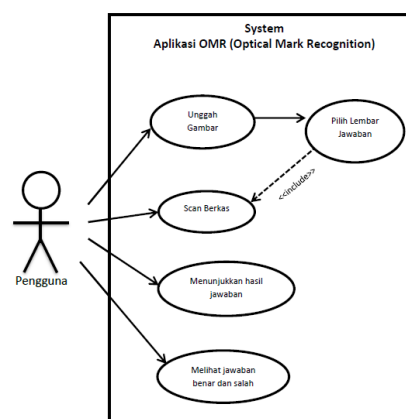 System
Aplikasi OMR (Optical Mark Recognition)
Unggah
Gambar
Pilih Lembar
Jawaban
<<include>>
Scan Berkas
Pengguna
Menunjukkan hasil
jawaban
Melihat jawaban
benar dan salah